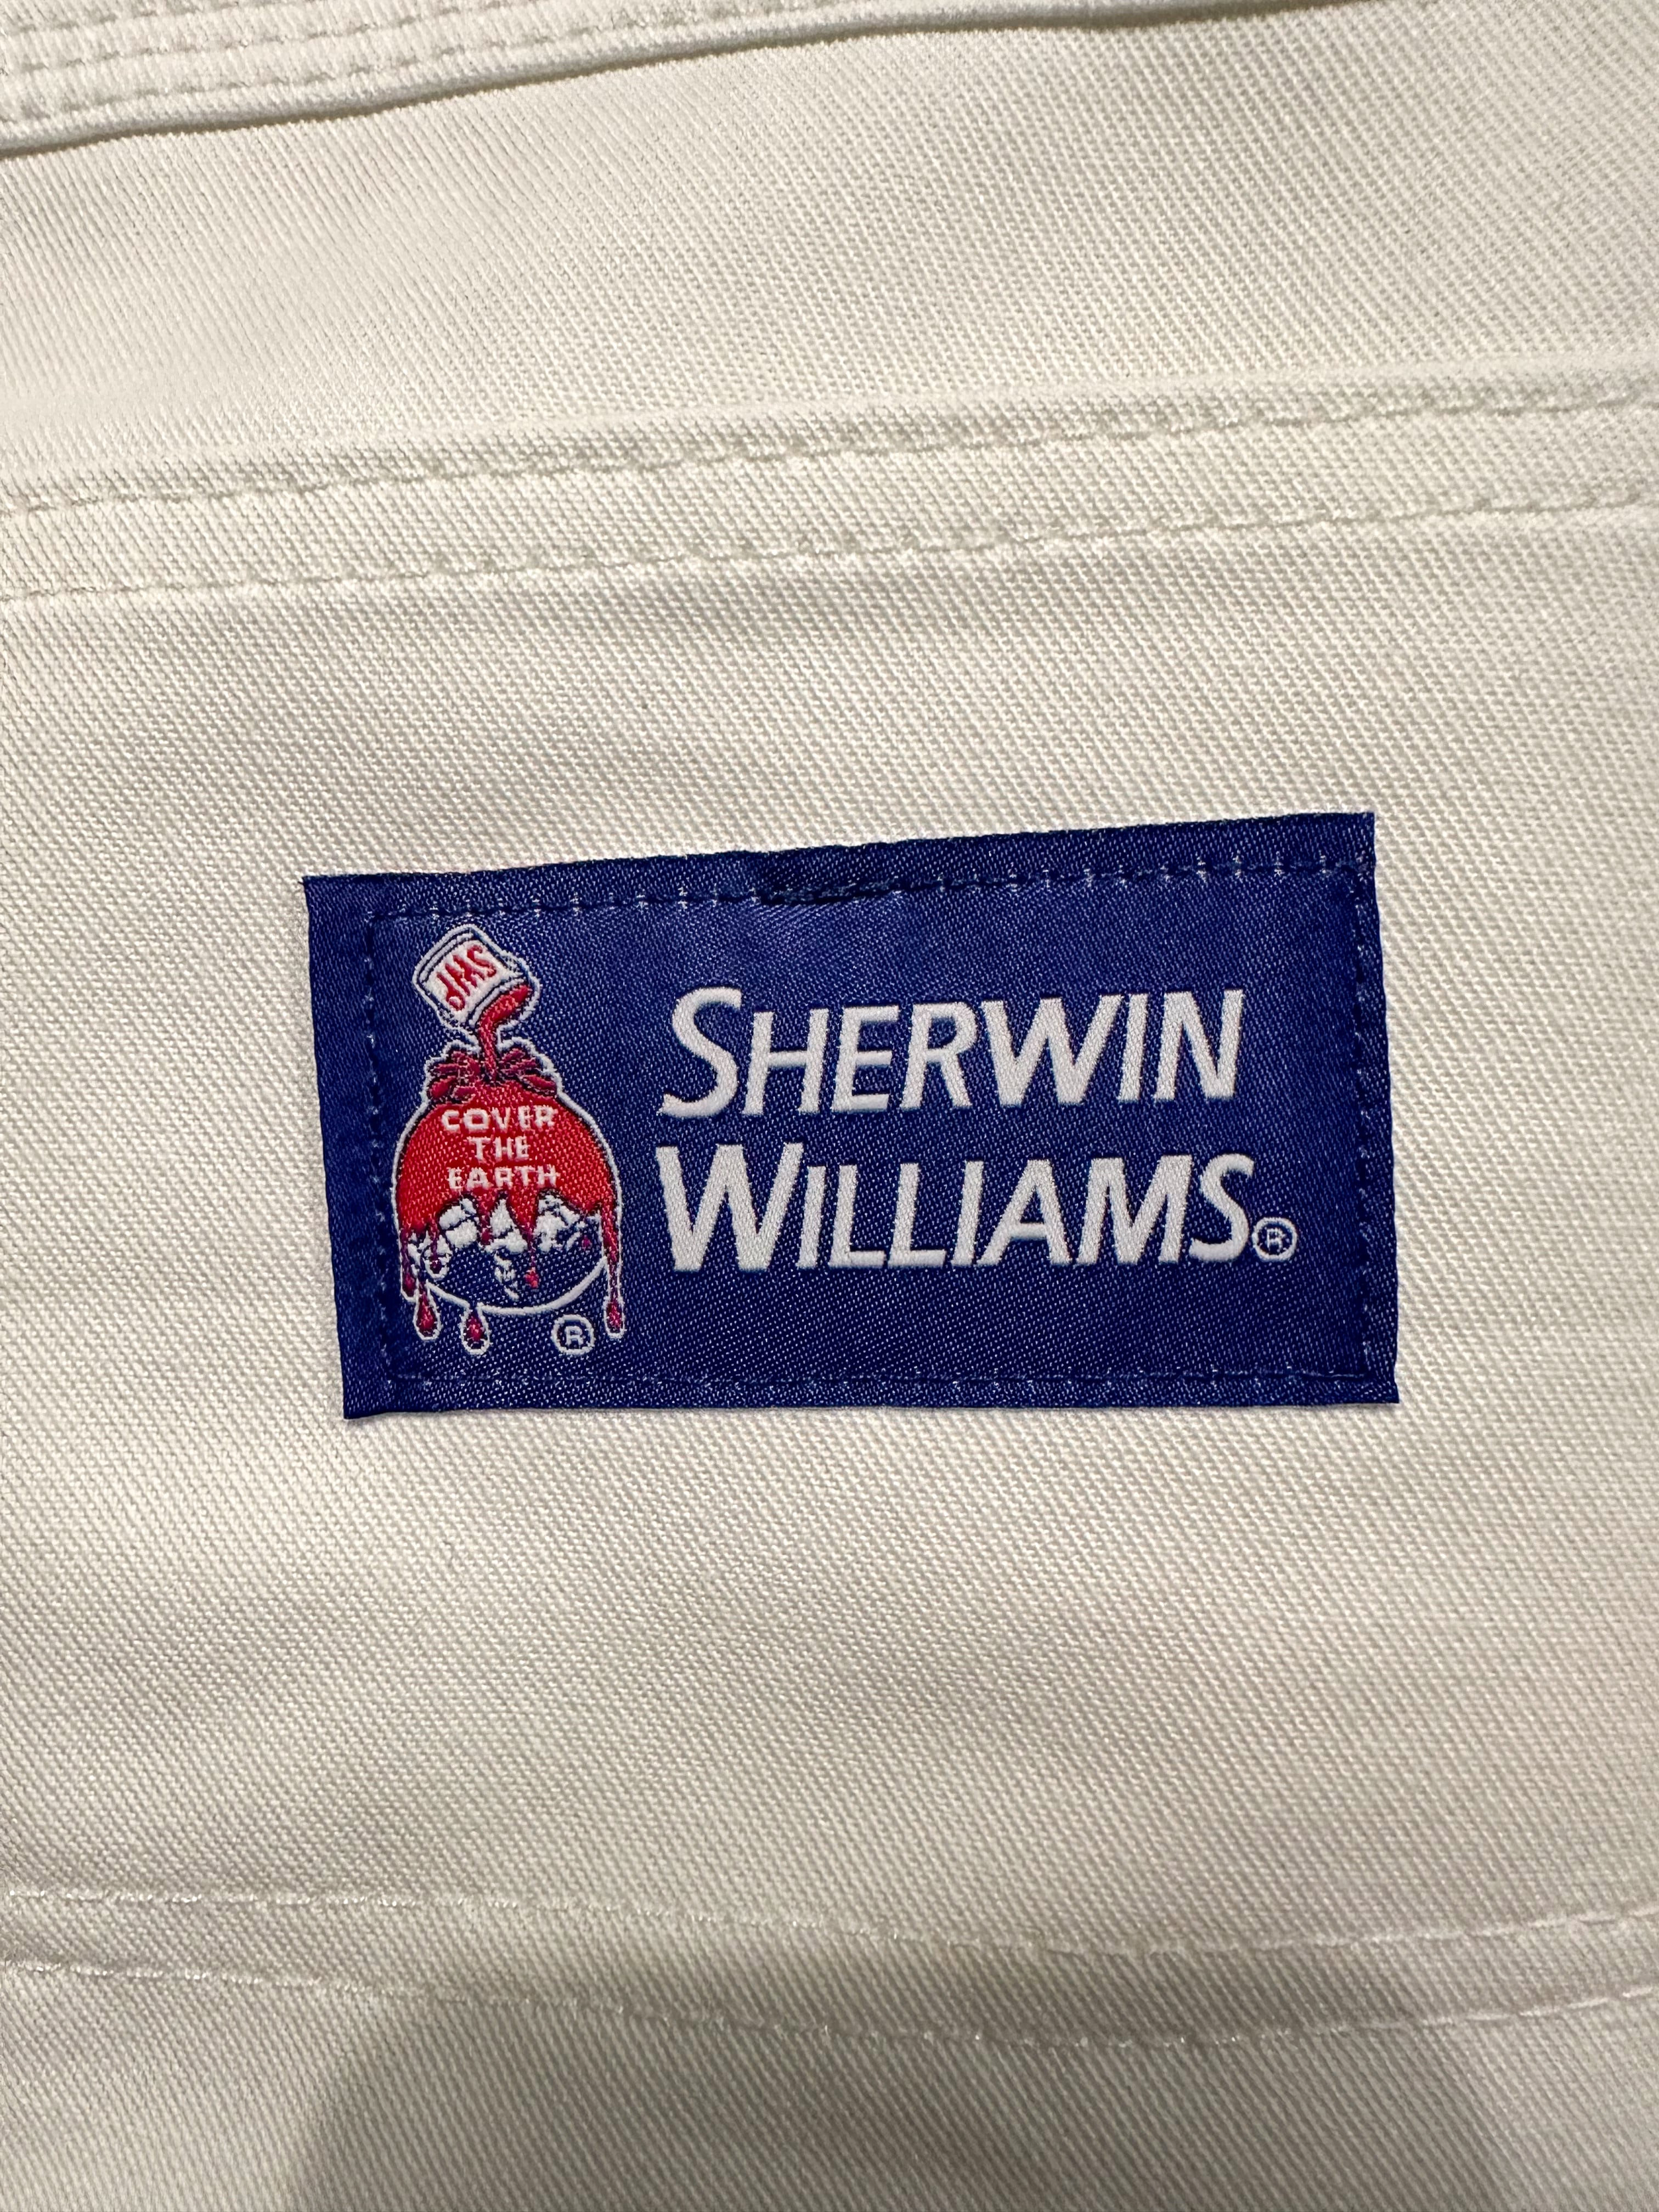 SWP
COVER
THE
EARTH
®
SHERWIN
WILLIAMS®